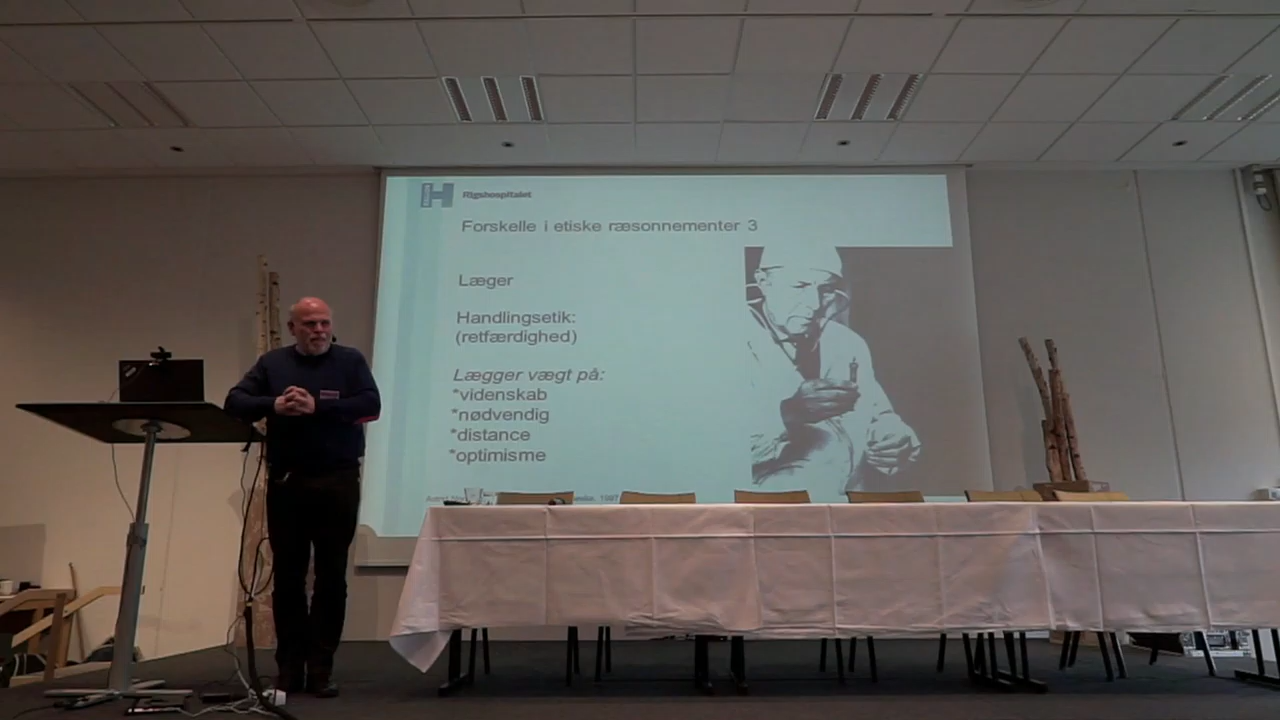 Rigshospitalet
Forskelle i etiske ræsonnementer 3
Læger
Handlingsetik:
(retfærdighed)
Lægger vægt på:
*videnskab
*nødvendig
*distance
*optimisme